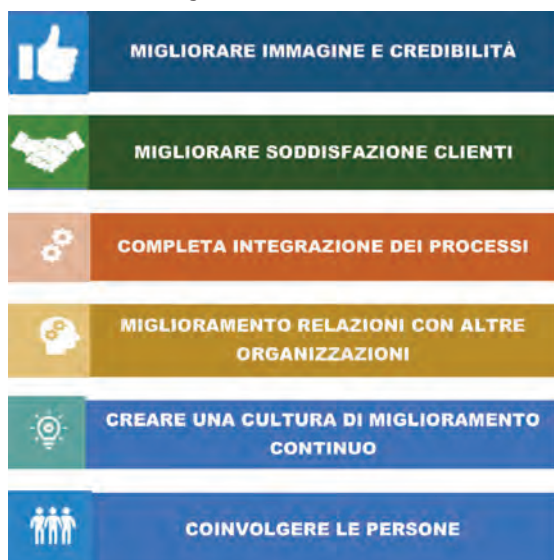 MIGLIORARE IMMAGINE E CREDIBILITÀ
MIGLIORARE SODDISFAZIONE CLIENTI
COMPLETA INTEGRAZIONE DEI PROCESSI
MIGLIORAMENTO RELAZIONI CON ALTRE
ORGANIZZAZIONI
CREARE UNA CULTURA DI MIGLIORAMENTO
CONTINUO
COINVOLGERE LE PERSONE